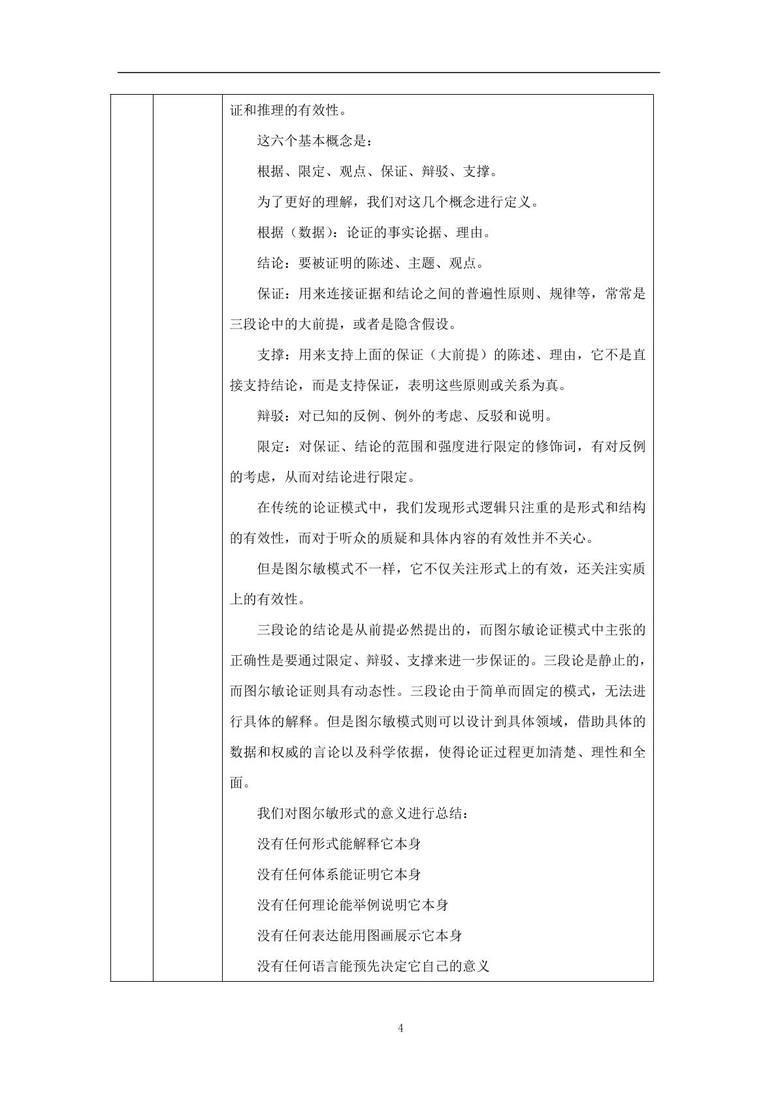 证和推理的有效性。
这六个基本概念是：
根据、限定、观点、保证、辩驳、支撑。
为了更好的理解，我们对这几个概念进行定义。
根据（数据）：论证的事实论据、理由。
结论：要被证明的陈述、主题、观点。
保证：用来连接证据和结论之间的普遍性原则、规律等，常常是
三段论中的大前提，或者是隐含假设。
支撑：用来支持上面的保证（大前提）的陈述、理由，它不是直
接支持结论，而是支持保证，表明这些原则或关系为真。
辩驳：对已知的反例、例外的考虑、反驳和说明。
限定：对保证、结论的范围和强度进行限定的修饰词，有对反例
的考虑，从而对结论进行限定。
在传统的论证模式中，我们发现形式逻辑只注重的是形式和结构
的有效性，而对于听众的质疑和具体内容的有效性并不关心。
但是图尔敏模式不一样，它不仅关注形式上的有效，还关注实质
上的有效性。
三段论的结论是从前提必然提出的，而图尔敏论证模式中主张的
正确性是要通过限定、辩驳、支撑来进一步保证的。三段论是静止的，
而图尔敏论证则具有动态性。三段论由于简单而固定的模式，无法进
行具体的解释。但是图尔敏模式则可以设计到具体领域，借助具体的
数据和权威的言论以及科学依据，使得论证过程更加清楚、理性和全
面。
我们对图尔敏形式的意义进行总结：
没有任何形式能解释它本身
没有任何体系能证明它本身
没有任何理论能举例说明它本身
没有任何表达能用图画展示它本身
没有任何语言能预先决定它自己的意义
4